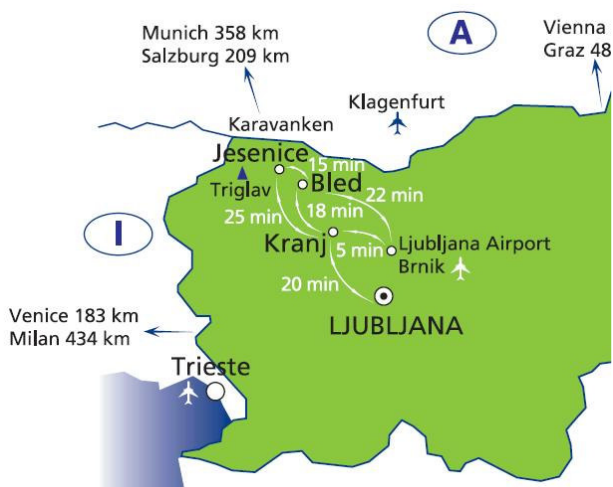 Munich 358 km
Salzburg 209 km
A
Vienna
Graz 48
Klagenfurt
Karavanken
Jesenice
15 min
Bled
Triglav
22 min
25 min
18 min
I
Kranj
5 min
Ljubljana Airport
Brnik
20 min
Venice 183 km
Milan 434 km
LJUBLJANA
Trieste